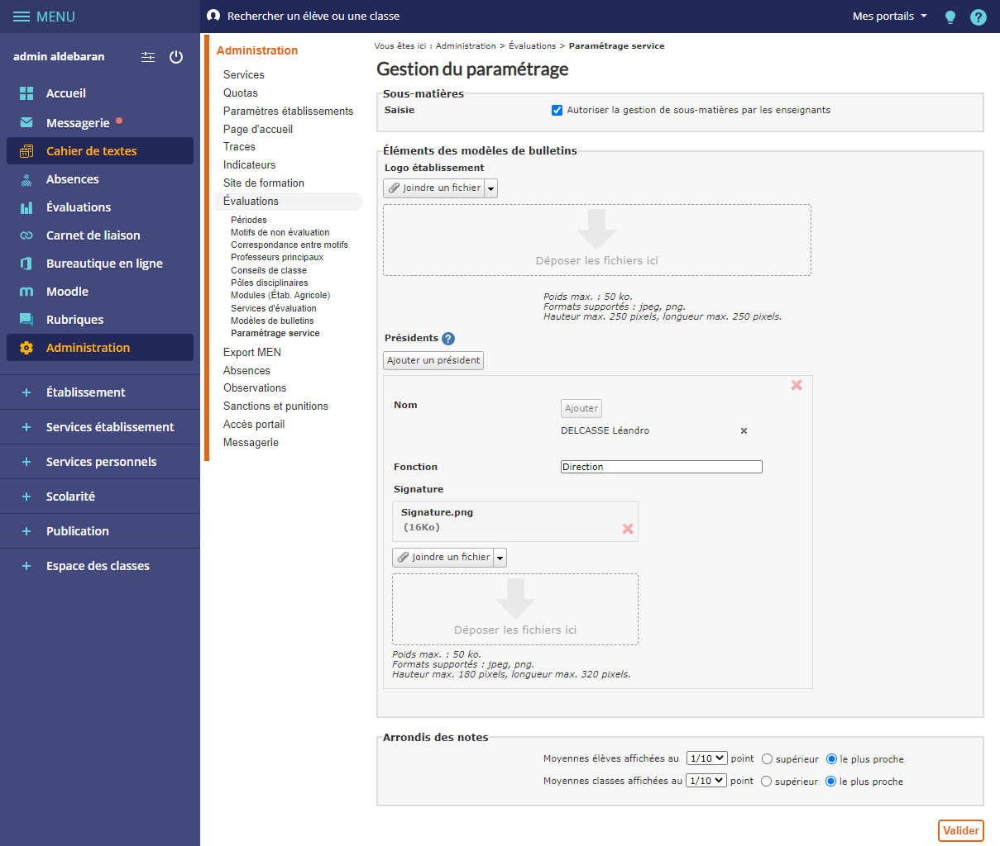 MENU
Rechercher un élève ou une classe
Mes portails
?
admin aldebaran
Accueil
Messagerie
Cahier de textes
Absences
Évaluations
Carnet de liaison
Bureautique en ligne
Moodle
Rubriques
Administration
+ Établissement
+ Services établissement
+ Services personnels
+ Scolarité
+ Publication
+ Espace des classes
Administration
Services
Quotas
Paramètres établissements
Page d'accueil
Traces
Indicateurs
Site de formation
Évaluations
Périodes
Motifs de non évaluation
Correspondance entre motifs
Professeurs principaux
Conseils de classe
Pôles disciplinaires
Modules (Étab. Agricole)
Services d'évaluation
Modèles de bulletins
Paramétrage service
Export MEN
Absences
Observations
Sanctions et punitions
Accès portail
Messagerie
Vous êtes ici : Administration > Évaluations > Paramétrage service
Gestion du paramétrage
Sous-matières
Saisie Autoriser la gestion de sous-matières par les enseignants
Éléments des modèles de bulletins
Logo établissement
Joindre un fichier
Déposer les fichiers ici
Poids max. : 50 ko.
Formats supportés : jpeg, png.
Hauteur max. 250 pixels, longueur max. 250 pixels.
Présidents ?
Ajouter un président
Nom Ajouter
DELCASSE Léandro
Fonction Direction
Signature
Signature.png
(16Ko)
Joindre un fichier
Déposer les fichiers ici
Poids max. : 50 ko.
Formats supportés : jpeg, png.
Hauteur max. 180 pixels, longueur max. 320 pixels.
Arrondis des notes
Moyennes élèves affichées au 1/10 point supérieur le plus proche
Moyennes classes affichées au 1/10 point supérieur le plus proche
Valider